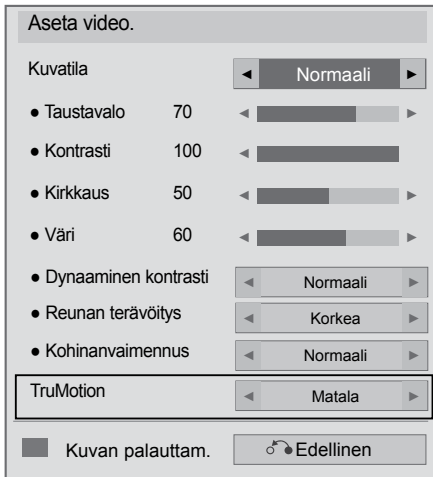 Aseta video.
Kuvatila ◄ Normaali ►
● Taustavalo 70 ◄ ►
● Kontrasti 100 ◄
● Kirkkaus 50 ◄ ►
● Väri 60 ◄ ►
● Dynaaminen kontrasti ◄ Normaali ►
● Reunan terävöitys ◄ Korkea ►
● Kohinanvaimennus ◄ Normaali ►
TruMotion ◄ Matala ►
Kuvan palauttam. Edellinen